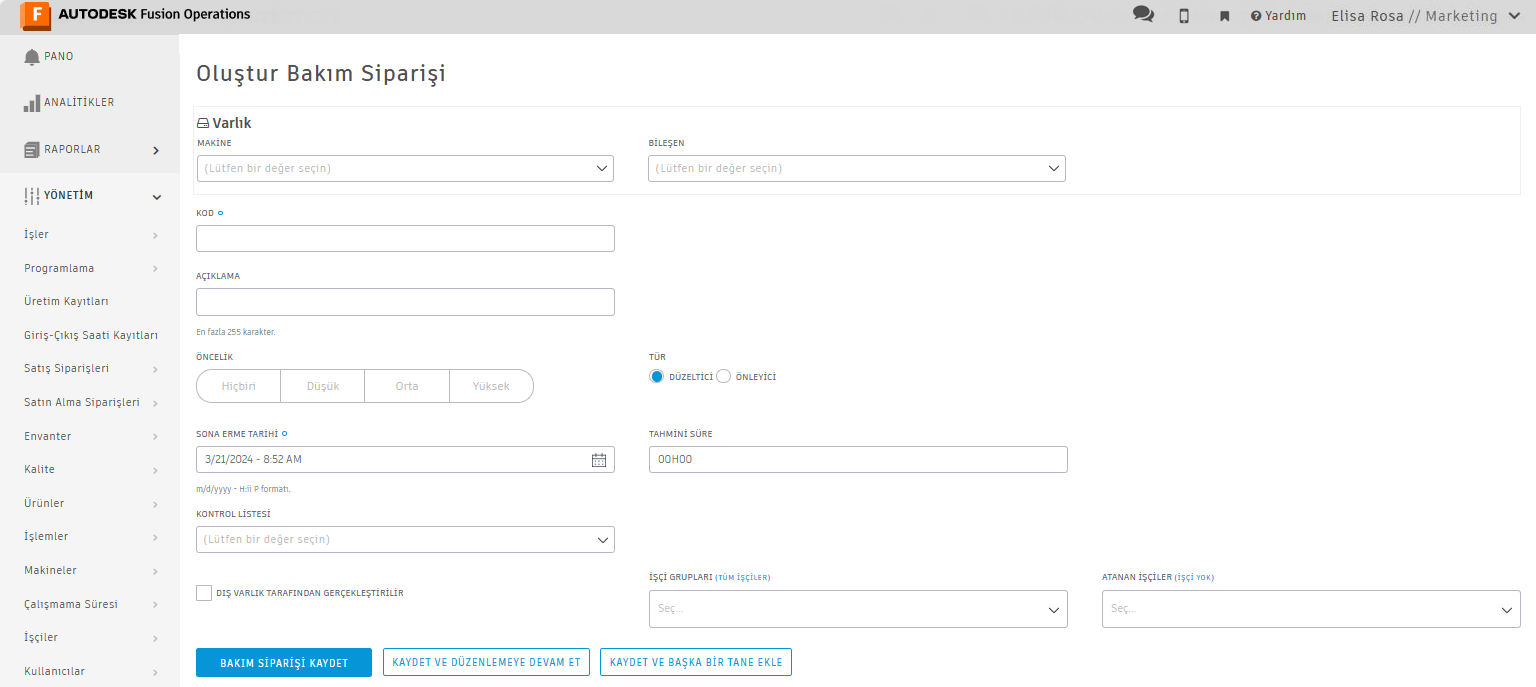 F AUTODESK Fusion Operations
Yardım
Elisa Rosa // Marketing
PANO
ANALİTİKLER
RAPORLAR
YÖNETİM
İşler
Programlama
Üretim Kayıtları
Giriş-Çıkış Saati Kayıtları
Satış Siparişleri
Satın Alma Siparişleri
Envanter
Kalite
Ürünler
İşlemler
Makineler
Çalışmama Süresi
İşçiler
Kullanıcılar
Oluştur Bakım Siparişi
Varlık
MAKİNE
(Lütfen bir değer seçin)
BİLEŞEN
(Lütfen bir değer seçin)
KOD
AÇIKLAMA
En fazla 255 karakter.
ÖNCELİK
Hiçbiri Düşük Orta Yüksek
TÜR
DÜZELTİCİ ÖNLEYİCİ
SONA ERME TARİHİ
3/21/2024 - 8:52 AM
m/d/yyyy - H:ii P formatı.
TAHMİNİ SÜRE
00H00
KONTROL LİSTESİ
(Lütfen bir değer seçin)
DIŞ VARLIK TARAFINDAN GERÇEKLEŞTİRİLİR
İŞÇİ GRUPLARI (TÜM İŞÇİLER)
Seç...
ATANAN İŞÇİLER (İŞÇİ YOK)
Seç...
BAKIM SİPARİŞİ KAYDET
KAYDET VE DÜZENLEMEYE DEVAM ET
KAYDET VE BAŞKA BİR TANE EKLE